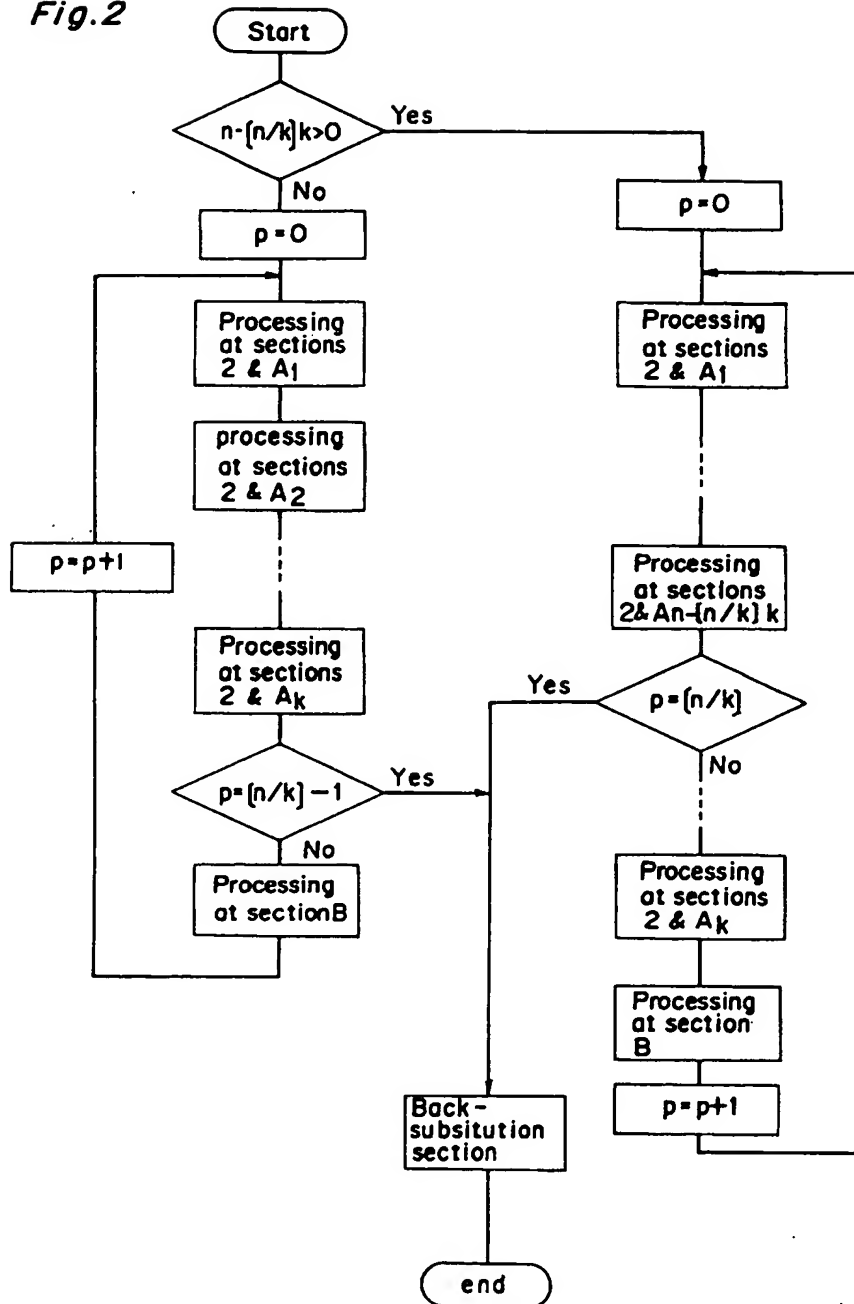 Fig.2
Start
n-[n/k]k>0
Yes
No
p=0
Processing
at sections
2 & A1
processing
at sections
2 & A2
p=p+1
Processing
at sections
2 & Ak
p=[n/k]-1
Yes
No
Processing
at sectionB
p=0
Processing
at sections
2 & A1
Processing
at sections
2& An-[n/k]k
p=[n/k]
Yes
No
Processing
at sections
2 & Ak
Processing
at section
B
p=p+1
Back-
subsitution
section
end